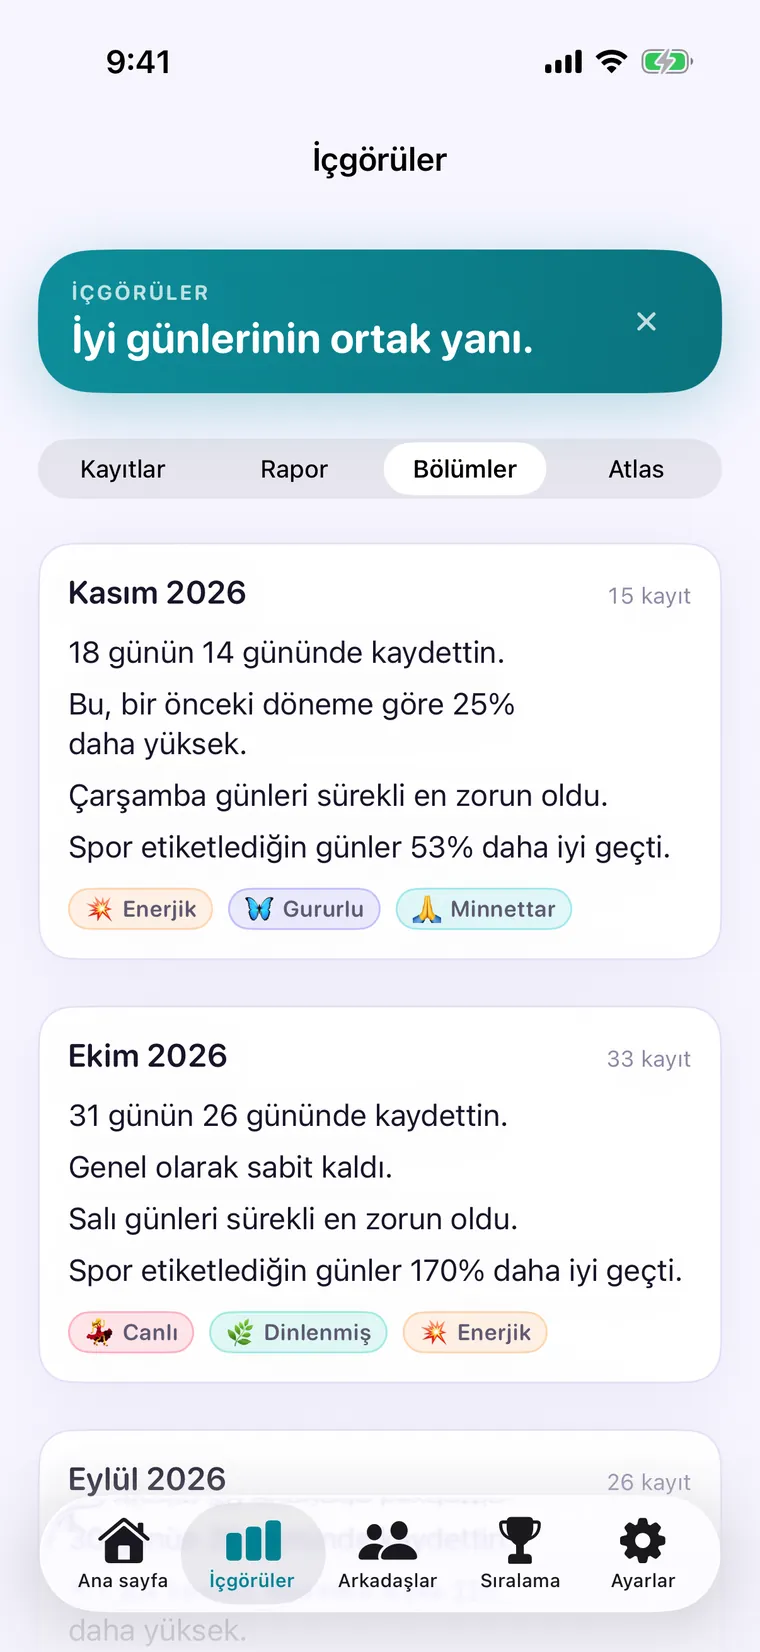 9:41
İçgörüler
İÇGÖRÜLER
İyi günlerinin ortak yanı.
Kayıtlar
Rapor
Bölümler
Atlas
Kasım 2026
15 kayıt
18 günün 14 gününde kaydettin.
Bu, bir önceki döneme göre 25%
daha yüksek.
Çarşamba günleri sürekli en zorun oldu.
Spor etiketlediğin günler 53% daha iyi geçti.
Enerjik
Gururlu
Minnettar
Ekim 2026
33 kayıt
31 günün 26 gününde kaydettin.
Genel olarak sabit kaldı.
Salı günleri sürekli en zorun oldu.
Spor etiketlediğin günler 170% daha iyi geçti.
Canlı
Dinlenmiş
Enerjik
Eylül 2026
26 kayıt
Ana sayfa
İçgörüler
Arkadaşlar
Sıralama
Ayarlar
daha yüksek.